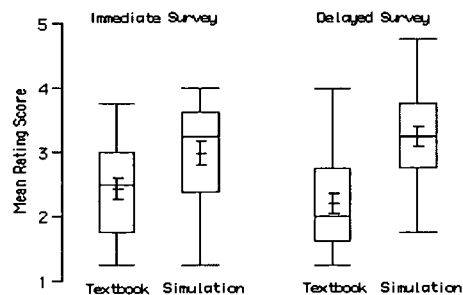 Immediate Survey
Delayed Survey
Mean Rating Score
5
4
3
2
1
Textbook
Simulation
Textbook
Simulation